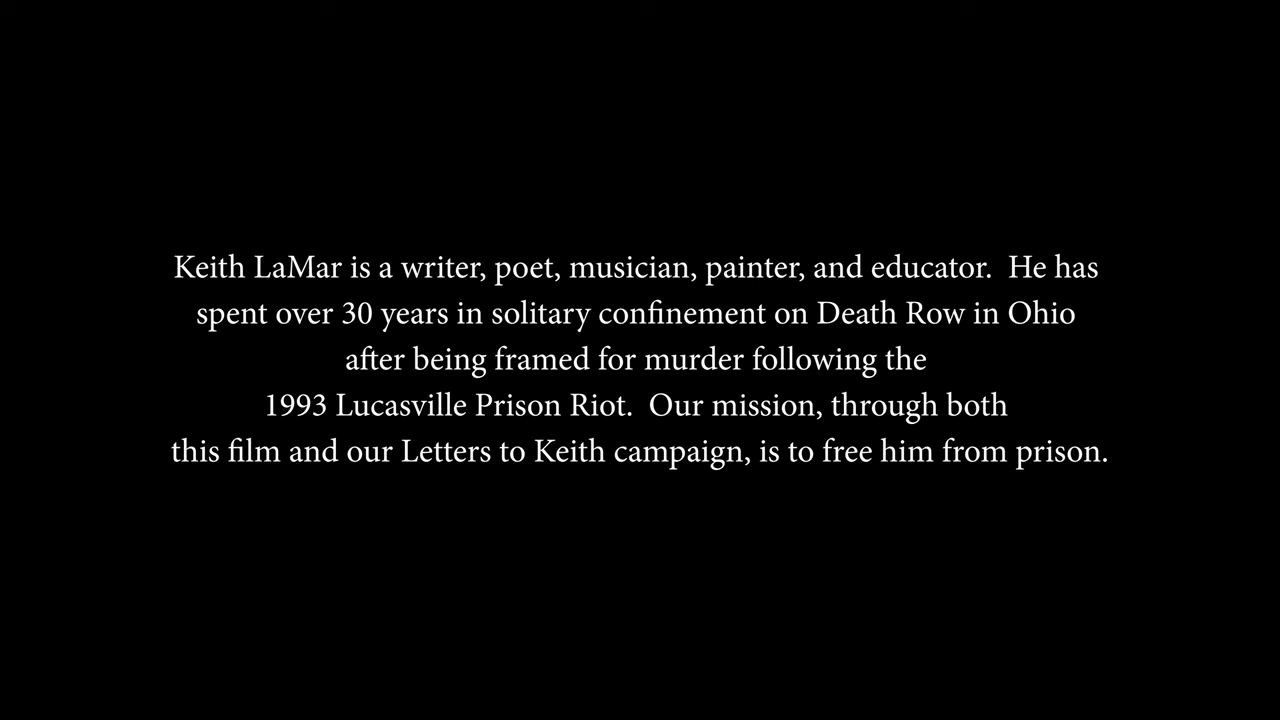 Keith LaMar is a writer, poet, musician, painter, and educator.  He has
spent over 30 years in solitary confinement on Death Row in Ohio
after being framed for murder following the
1993 Lucasville Prison Riot.  Our mission, through both
this film and our Letters to Keith campaign, is to free him from prison.